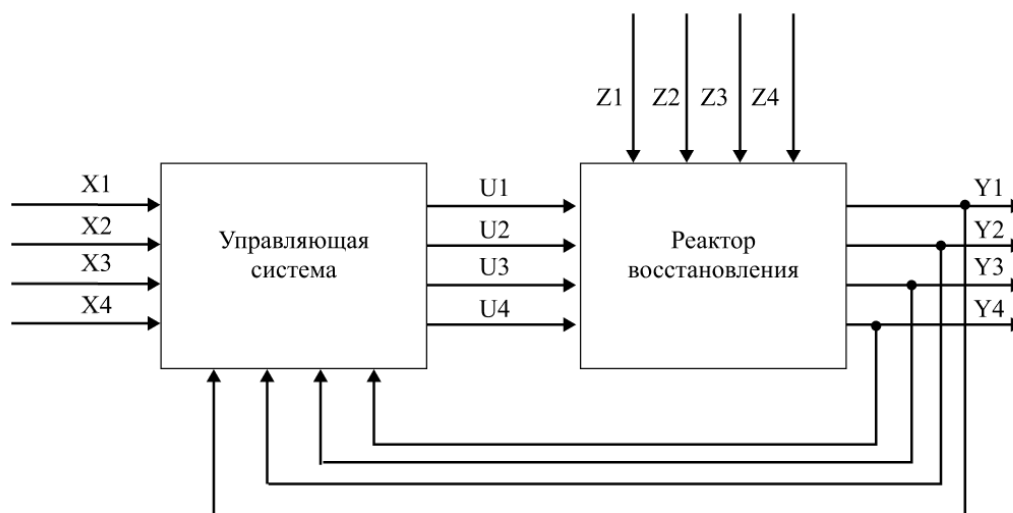 Z1 Z2 Z3 Z4
X1 U1 Y1
X2 U2 Y2
Управляющая Реактор
система восстановления
X3 U3 Y3
X4 U4 Y4